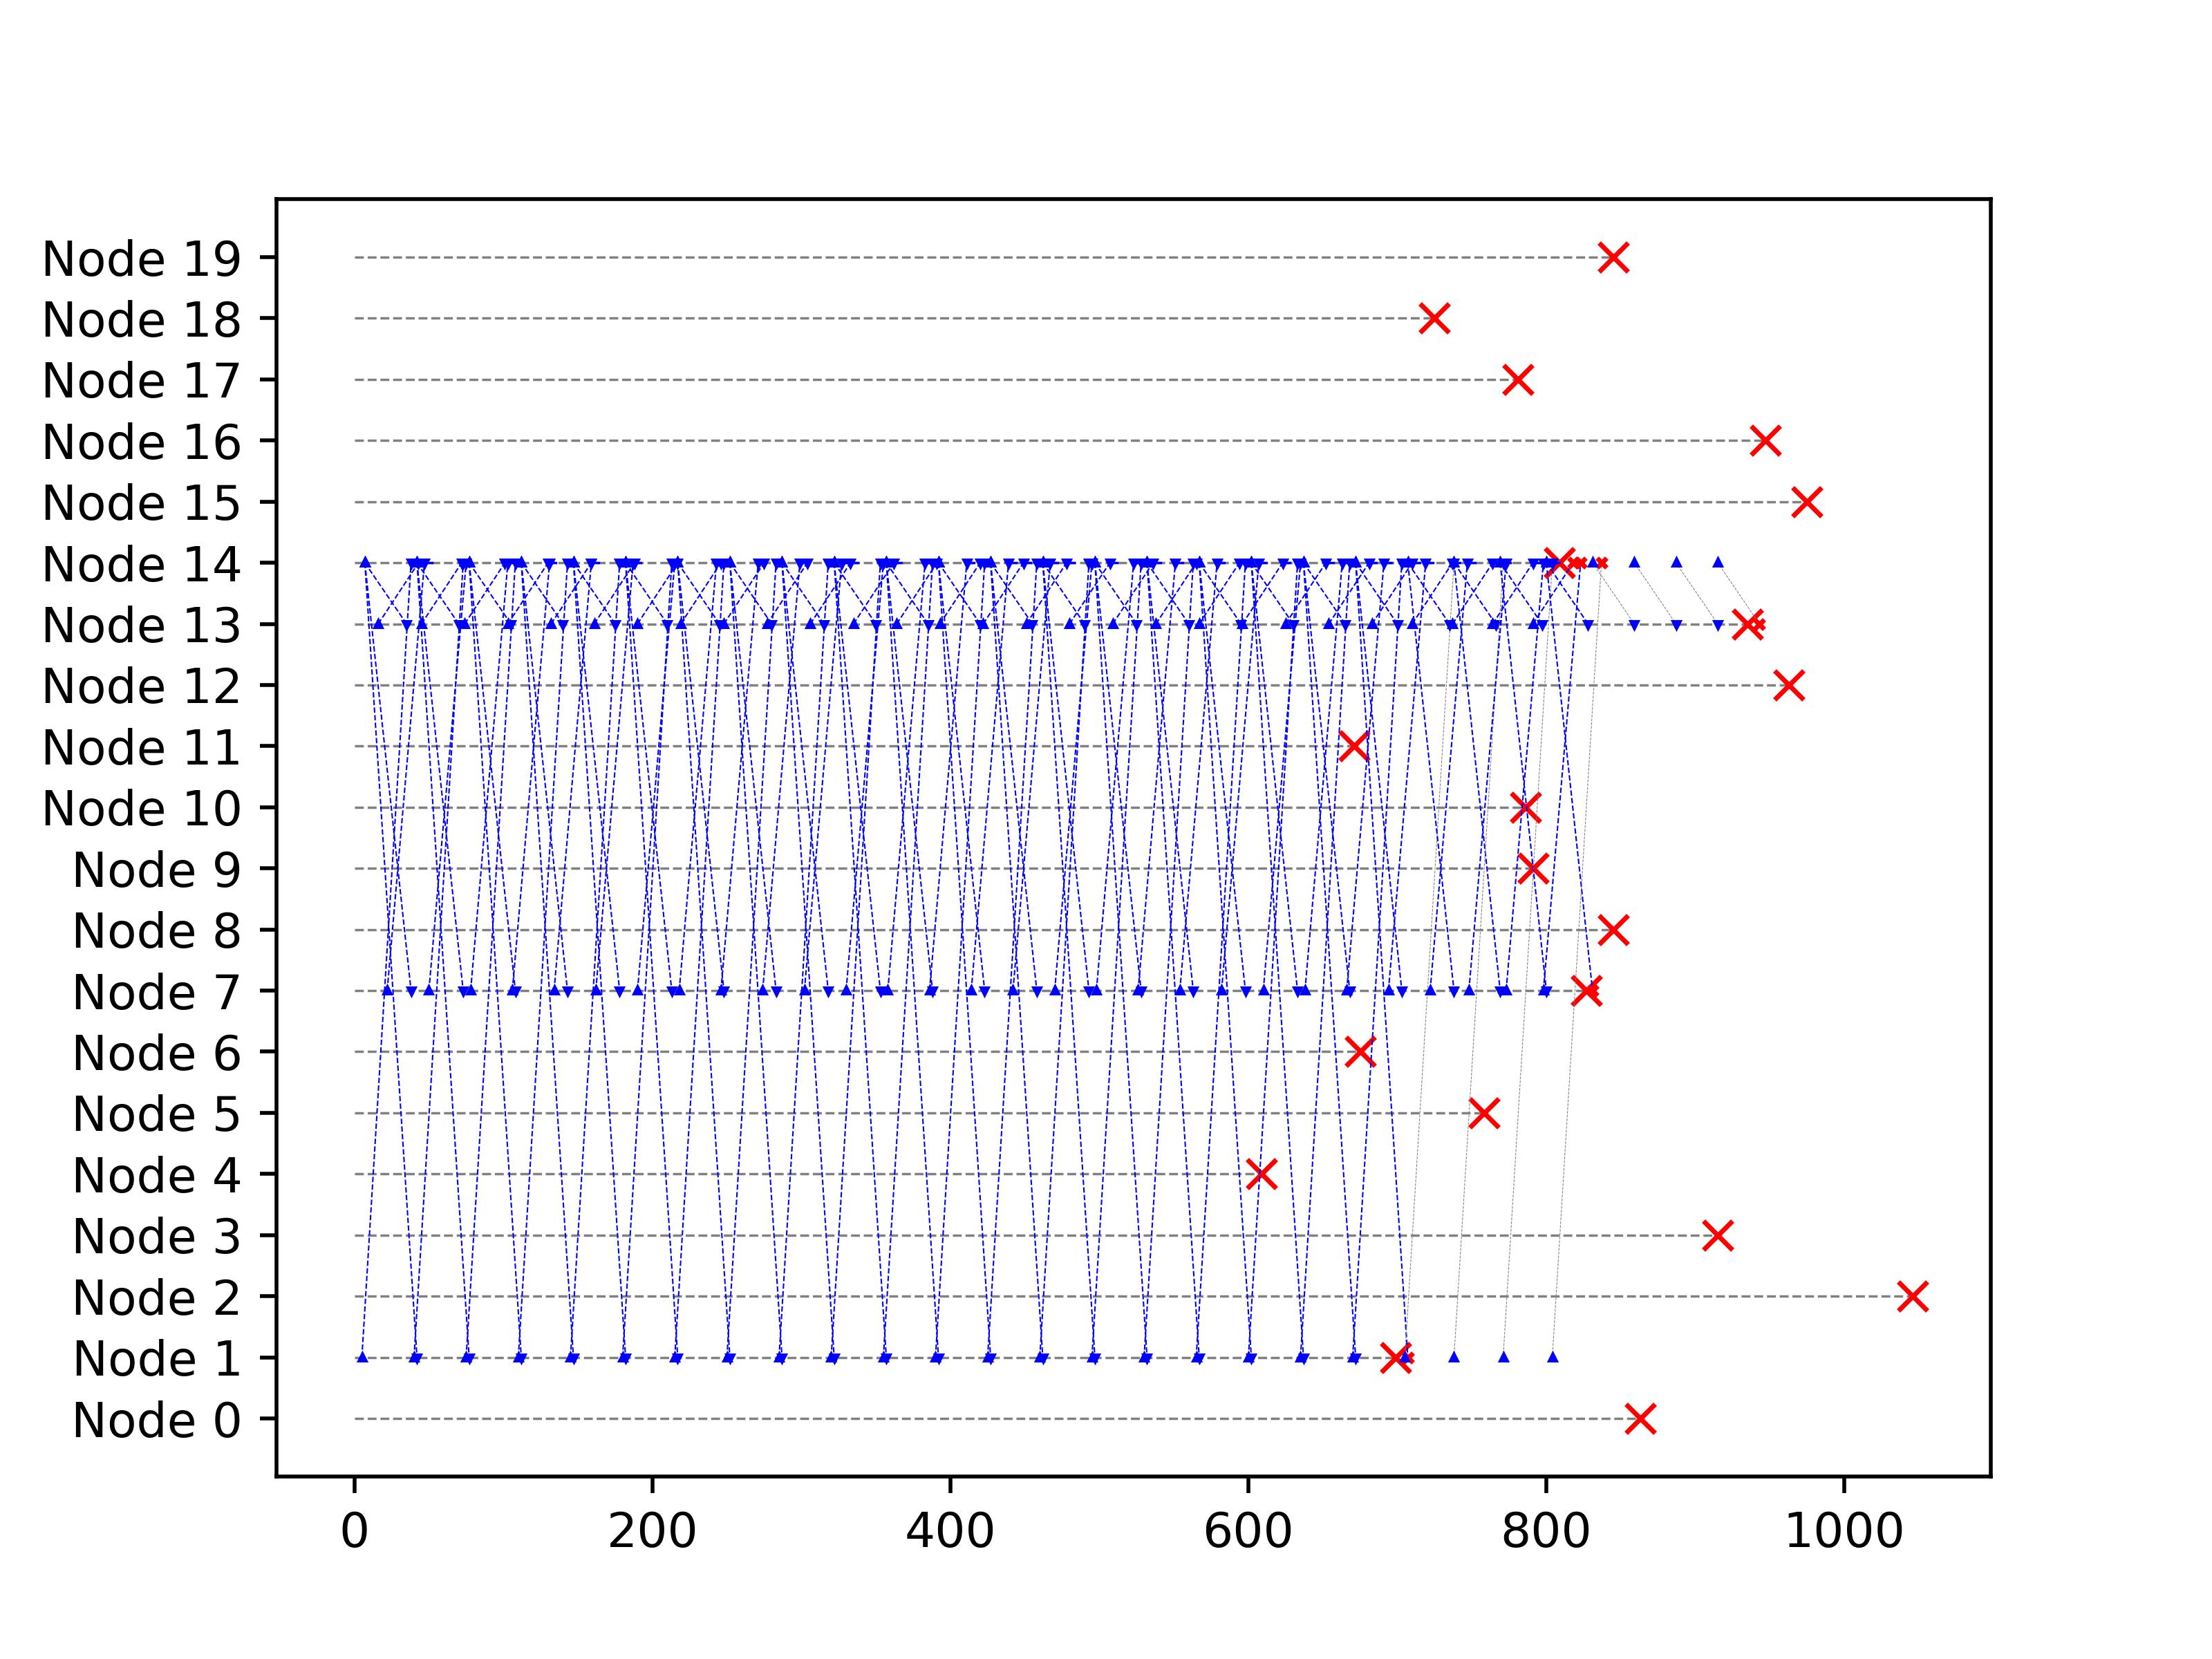 Node 19
Node 18
Node 17
Node 16
Node 15
Node 14
Node 13
Node 12
Node 11
Node 10
Node 9
Node 8
Node 7
Node 6
Node 5
Node 4
Node 3
Node 2
Node 1
Node 0
0 200 400 600 800 1000